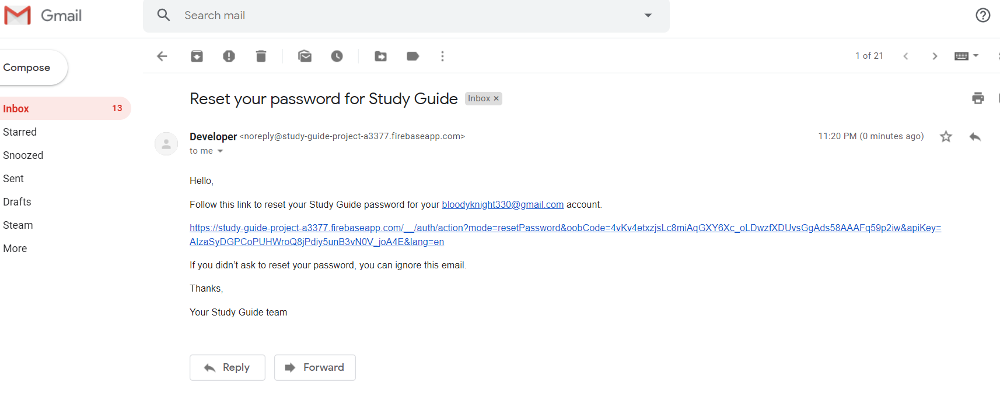 Gmail
Search mail
Compose
1 of 21
Inbox 13
Starred
Snoozed
Sent
Drafts
Steam
More
Reset your password for Study Guide Inbox ×
Developer <noreply@study-guide-project-a3377.firebaseapp.com> 11:20 PM (0 minutes ago)
to me
Hello,
Follow this link to reset your Study Guide password for your bloodyknight330@gmail.com account.
https://study-guide-project-a3377.firebaseapp.com/__/auth/action?mode=resetPassword&oobCode=4vKv4etxzjsLc8miAqGXY6Xc_oLDwzfXDUvsGgAds58AAAFq59p2iw&apiKey=
AIzaSyDGPCoPUHWroQ8jPdiy5unB3vN0V_joA4E&lang=en
If you didn’t ask to reset your password, you can ignore this email.
Thanks,
Your Study Guide team
Reply Forward